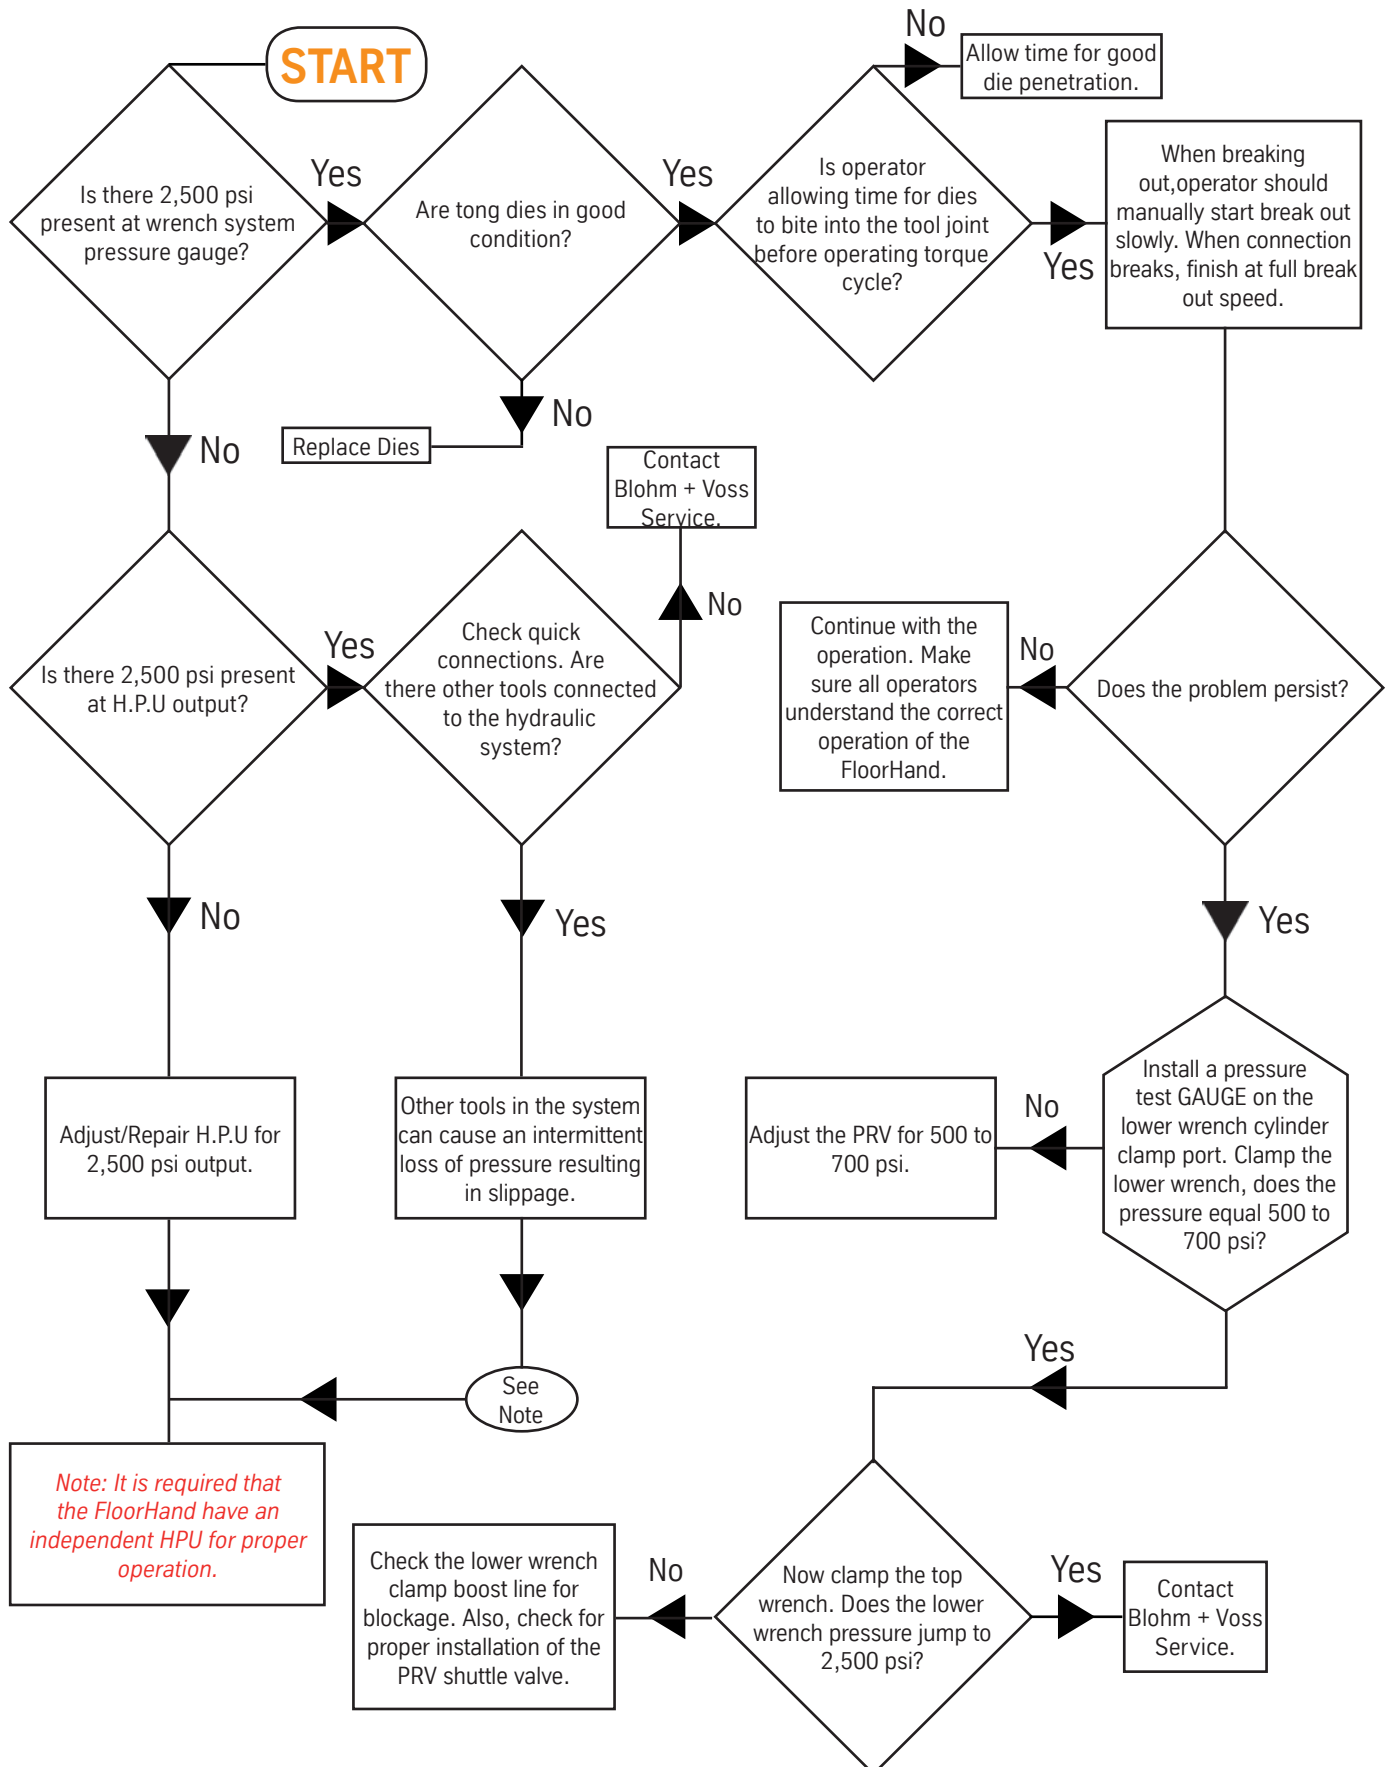 START
Is there 2,500 psi
present at wrench system
pressure gauge?
Yes
Are tong dies in good
condition?
Yes
Is operator
allowing time for dies
to bite into the tool joint
before operating torque
cycle?
No
Allow time for good
die penetration.
Yes
When breaking
out,operator should
manually start break out
slowly. When connection
breaks, finish at full break
out speed.
No
Replace Dies
No
Contact
Blohm + Voss
Service.
No
Is there 2,500 psi present
at H.P.U output?
Yes
Check quick
connections. Are
there other tools connected
to the hydraulic
system?
Continue with the
operation. Make
sure all operators
understand the correct
operation of the
FloorHand.
No
Does the problem persist?
No
Yes
Yes
Adjust/Repair H.P.U for
2,500 psi output.
Other tools in the system
can cause an intermittent
loss of pressure resulting
in slippage.
Adjust the PRV for 500 to
700 psi.
No
Install a pressure
test GAUGE on the
lower wrench cylinder
clamp port. Clamp the
lower wrench, does the
pressure equal 500 to
700 psi?
See
Note
Yes
Note: It is required that
the FloorHand have an
independent HPU for proper
operation.
Check the lower wrench
clamp boost line for
blockage. Also, check for
proper installation of the
PRV shuttle valve.
No
Now clamp the top
wrench. Does the lower
wrench pressure jump to
2,500 psi?
Yes
Contact
Blohm + Voss
Service.